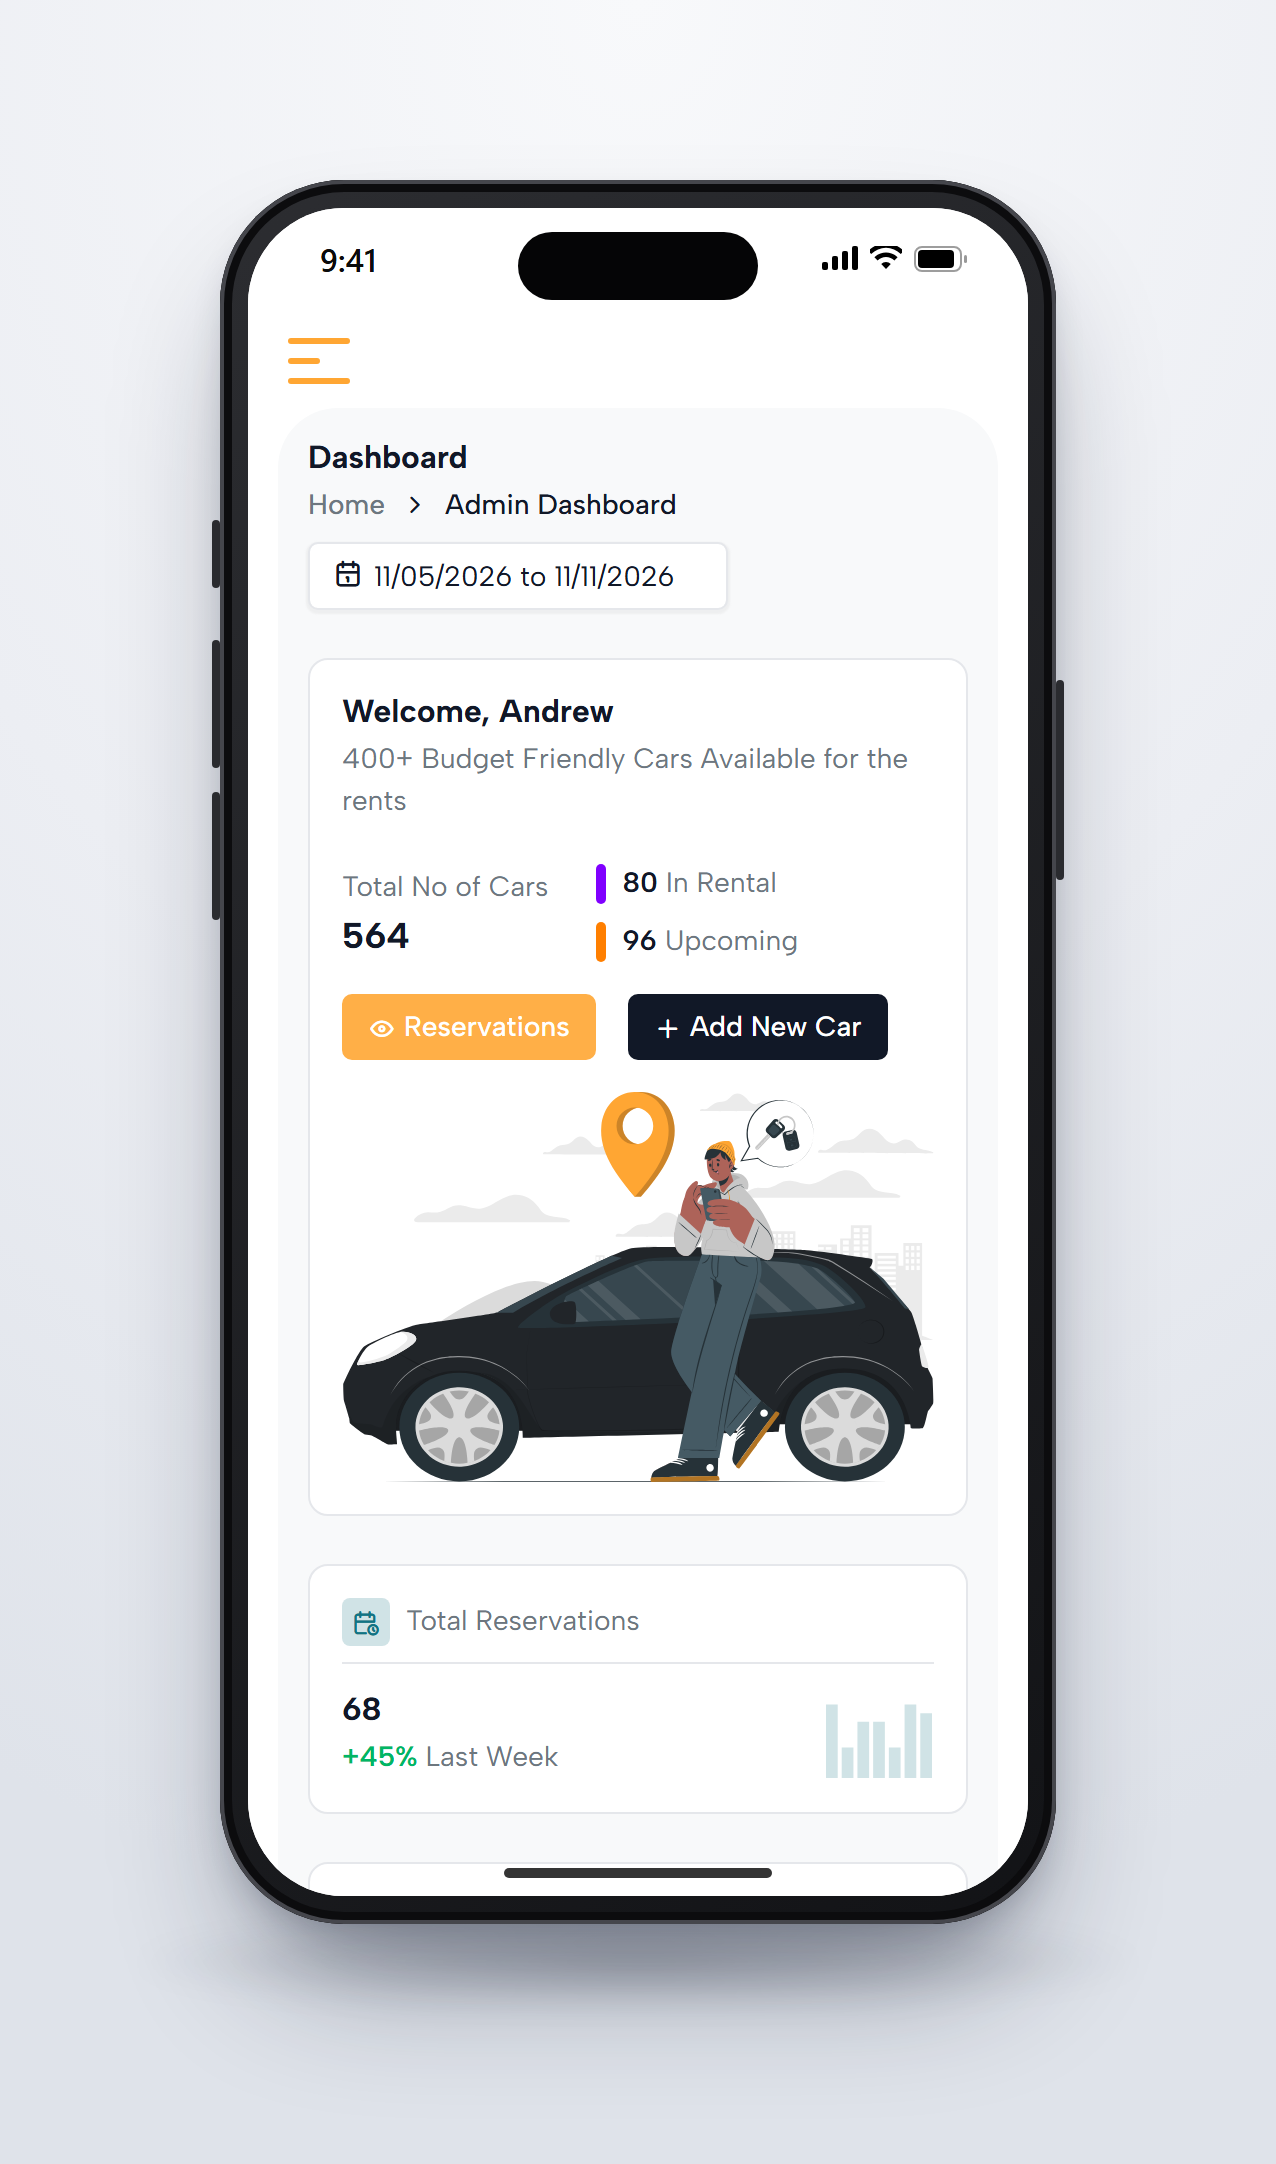 9:41
Dashboard
Home > Admin Dashboard
11/05/2026 to 11/11/2026
Welcome, Andrew
400+ Budget Friendly Cars Available for the
rents
Total No of Cars
564
80 In Rental
96 Upcoming
Reservations
+ Add New Car
Total Reservations
68
+45% Last Week